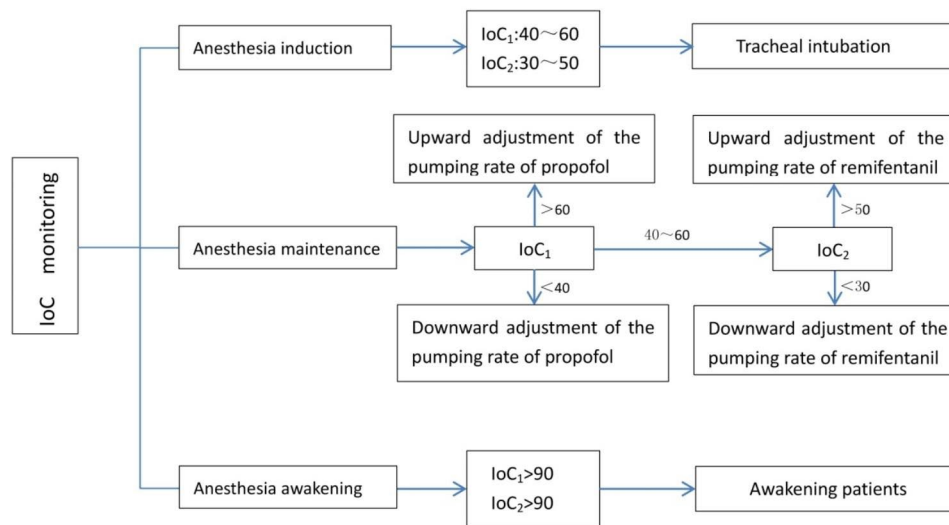 Anesthesia induction
IoC₁:40～60
IoC₂:30～50
Tracheal intubation
Upward adjustment of the
pumping rate of propofol
Upward adjustment of the
pumping rate of remifentanil
>60
>50
IoC monitoring
Anesthesia maintenance
IoC₁
40～60
IoC₂
<40
<30
Downward adjustment of the
pumping rate of propofol
Downward adjustment of the
pumping rate of remifentanil
Anesthesia awakening
IoC₁>90
IoC₂>90
Awakening patients